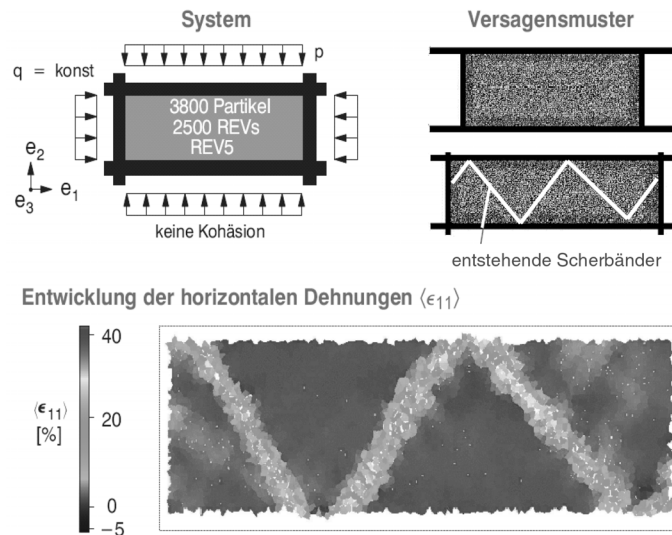 System
Versagensmuster
p
q = konst
3800 Partikel
2500 REVs
REV5
e2
e1
e3
keine Kohäsion
entstehende Scherbänder
Entwicklung der horizontalen Dehnungen ⟨ϵ11⟩
40
⟨ϵ11⟩
[%]
20
0
−5